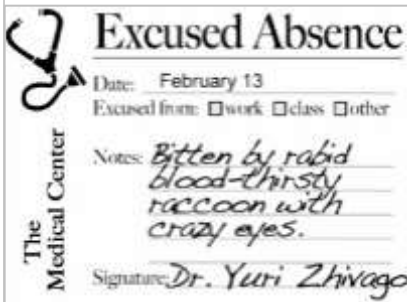 Excused Absence
Date: February 13
Excused from: work class other
Notes: Bitten by rabid
blood-thirsty
raccoon with
crazy eyes.
Signature: Dr. Yuri Zhivago
The
Medical Center